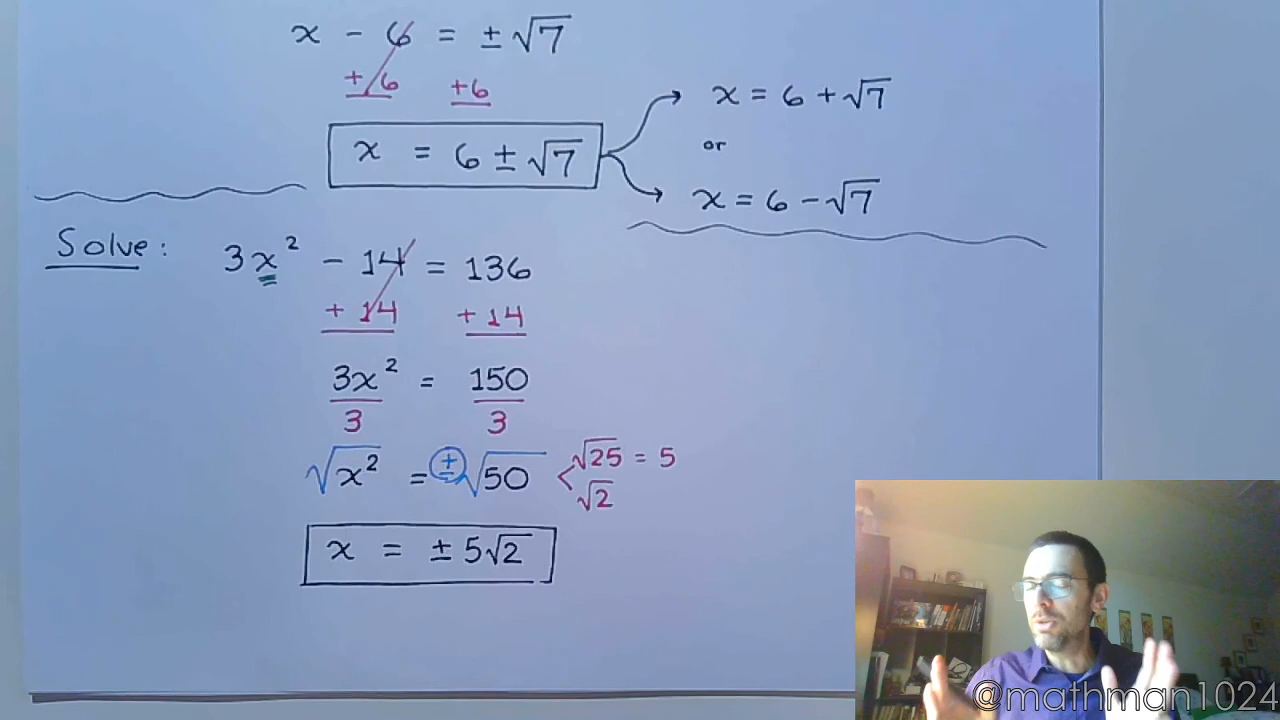 x - 6 = ± √7
+ 6 +6
x = 6 ± √7
x = 6 + √7
or
x = 6 - √7
Solve : 3x² - 14 = 136
+ 14 + 14
3x² = 150
3 3
√x² = ± √50 < √25 = 5
√2
x = ± 5√2
@mathman1024